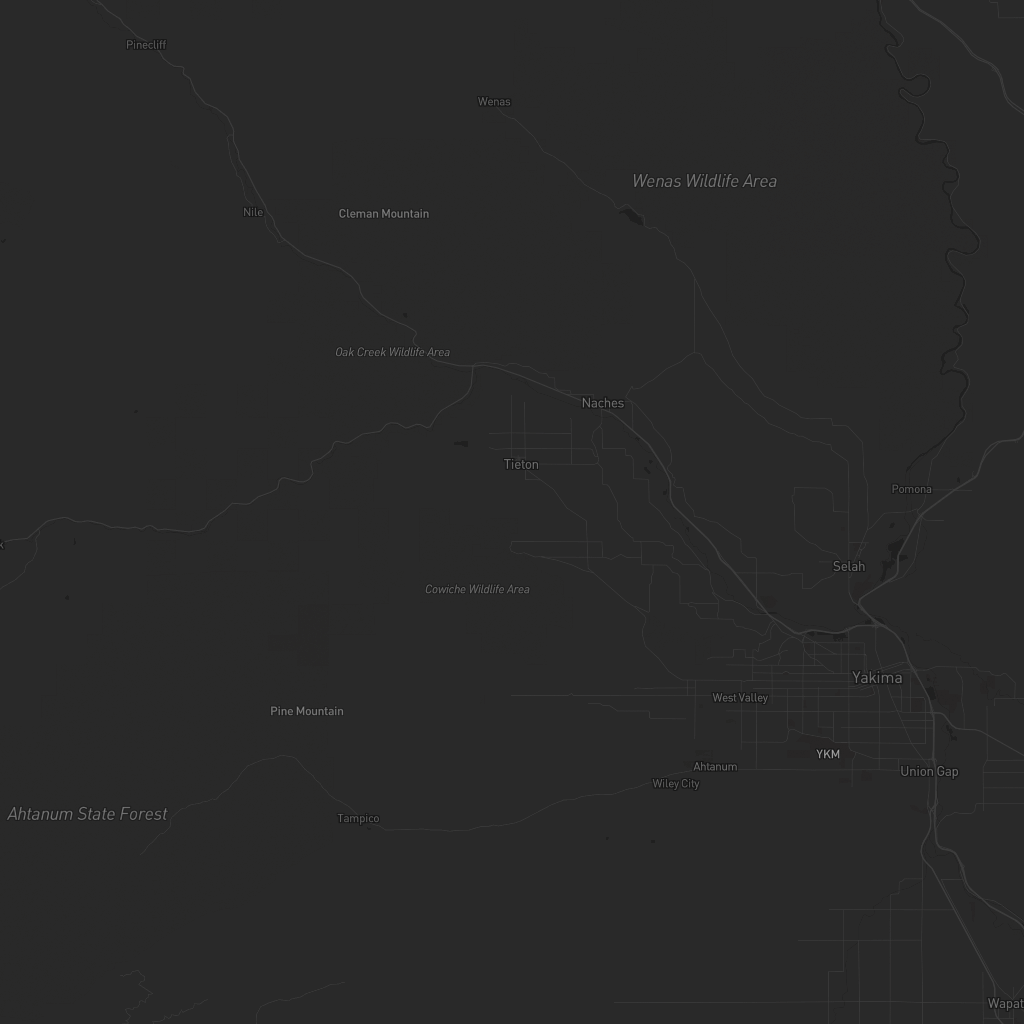 Pinecliff
Wenas
Wenas Wildlife Area
Nile
Cleman Mountain
Oak Creek Wildlife Area
Naches
Tieton
Pomona
k
Selah
Cowiche Wildlife Area
Yakima
West Valley
Pine Mountain
YKM
Ahtanum
Union Gap
Wiley City
Ahtanum State Forest
Tampico
Wapat